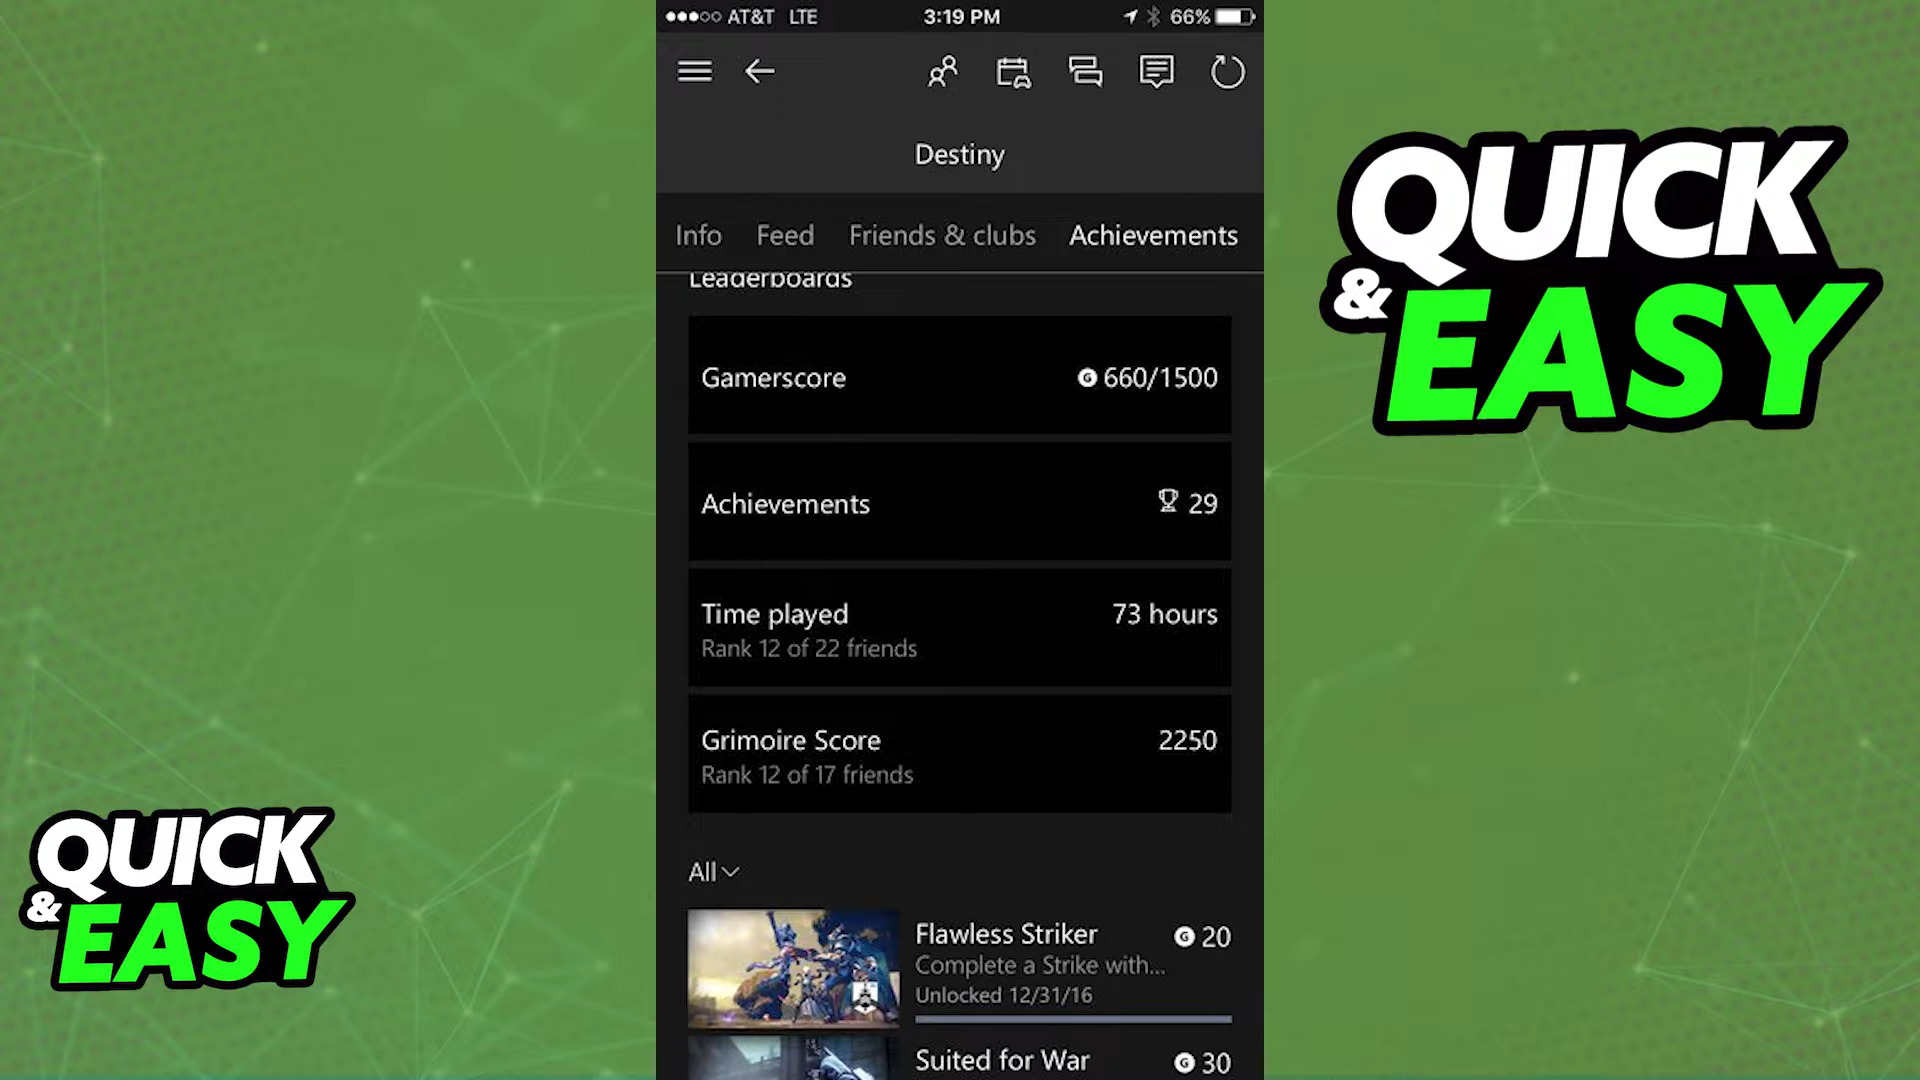 AT&T LTE 3:19 PM 66%
Destiny
Info Feed Friends & clubs Achievements
Leaderboards
Gamerscore G 660/1500
Achievements 29
Time played 73 hours
Rank 12 of 22 friends
Grimoire Score 2250
Rank 12 of 17 friends
All
Flawless Striker G 20
Complete a Strike with...
Unlocked 12/31/16
Suited for War G 30
QUICK
& EASY
QUICK
& EASY